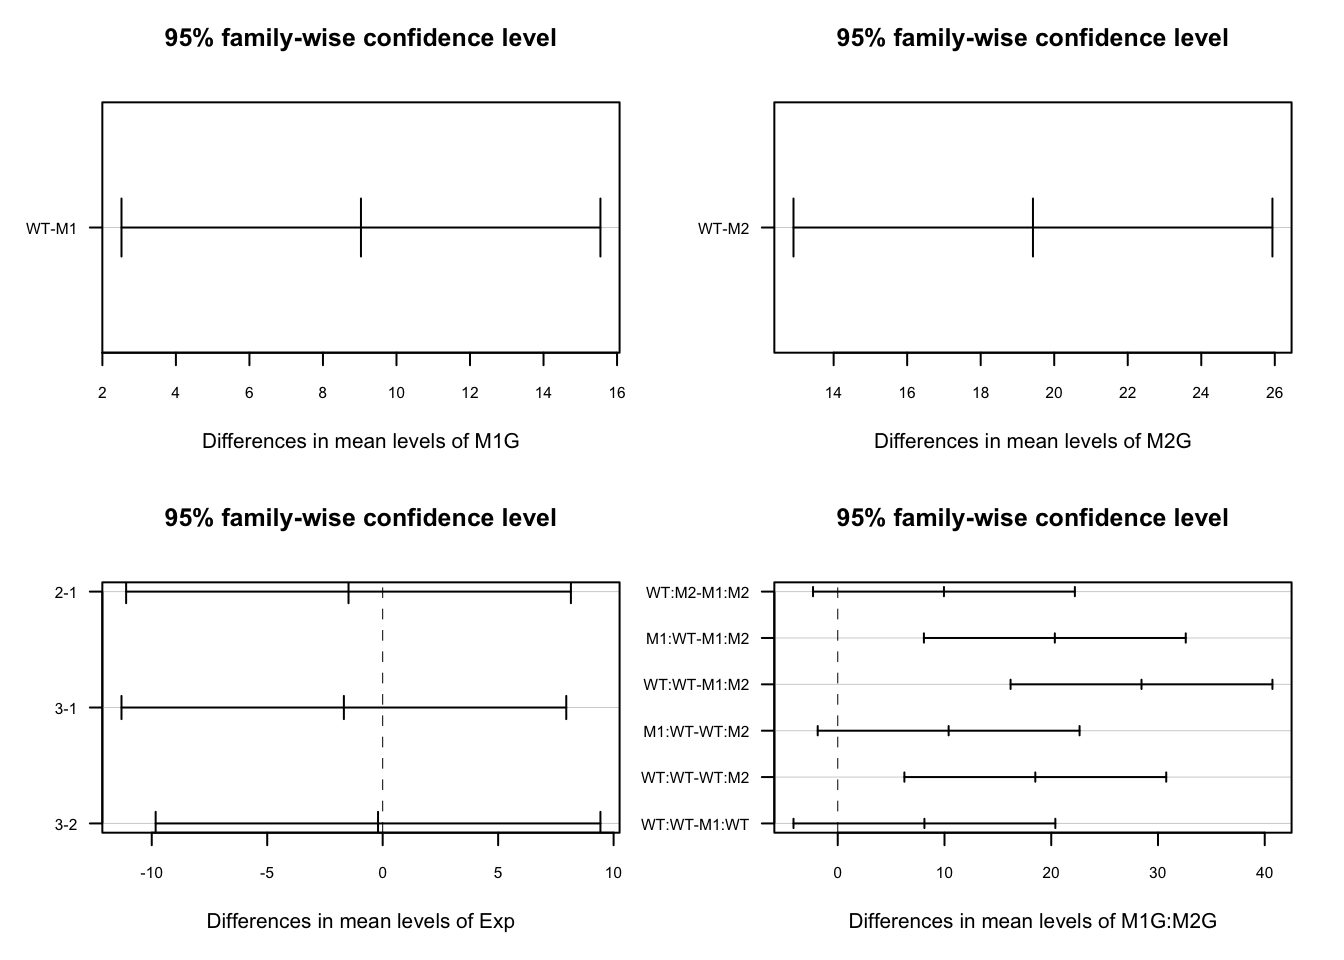 95% family-wise confidence level
WT-M1
2 4 6 8 10 12 14 16
Differences in mean levels of M1G
95% family-wise confidence level
WT-M2
14 16 18 20 22 24 26
Differences in mean levels of M2G
95% family-wise confidence level
2-1
3-1
3-2
-10 -5 0 5 10
Differences in mean levels of Exp
95% family-wise confidence level
WT:M2-M1:M2
M1:WT-M1:M2
WT:WT-M1:M2
M1:WT-WT:M2
WT:WT-WT:M2
WT:WT-M1:WT
0 10 20 30 40
Differences in mean levels of M1G:M2G